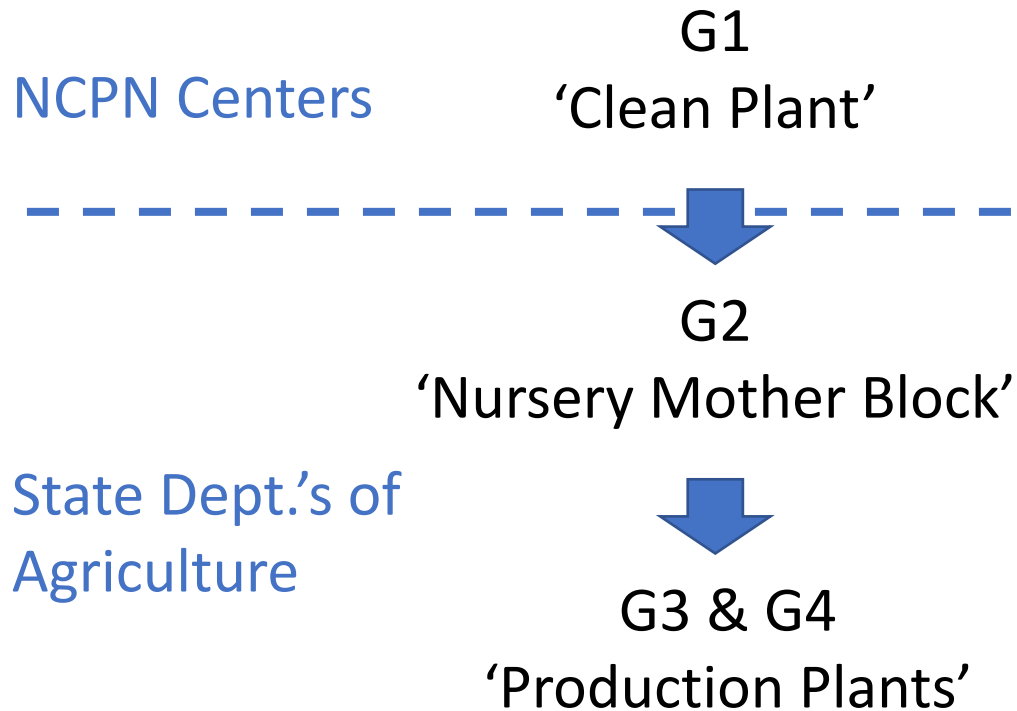 NCPN Centers
G1
‘Clean Plant’
G2
‘Nursery Mother Block’
State Dept.’s of
Agriculture
G3 & G4
‘Production Plants’